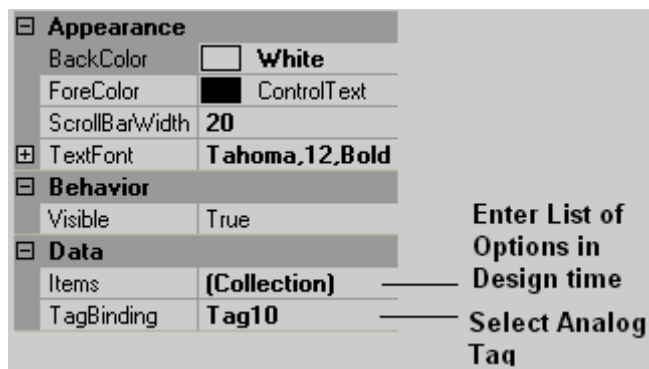 Appearance
BackColor White
ForeColor ControlText
ScrollBarWidth 20
TextFont Tahoma,12,Bold
Behavior
Visible True
Data
Items (Collection)
TagBinding Tag10
Enter List of
Options in
Design time
Select Analog
Tag